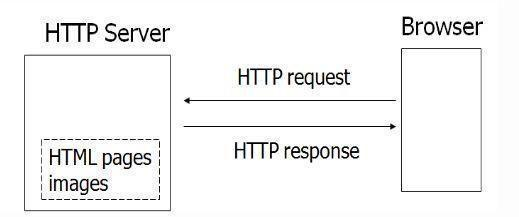 HTTP Server
Browser
HTTP request
HTTP response
HTML pages
images